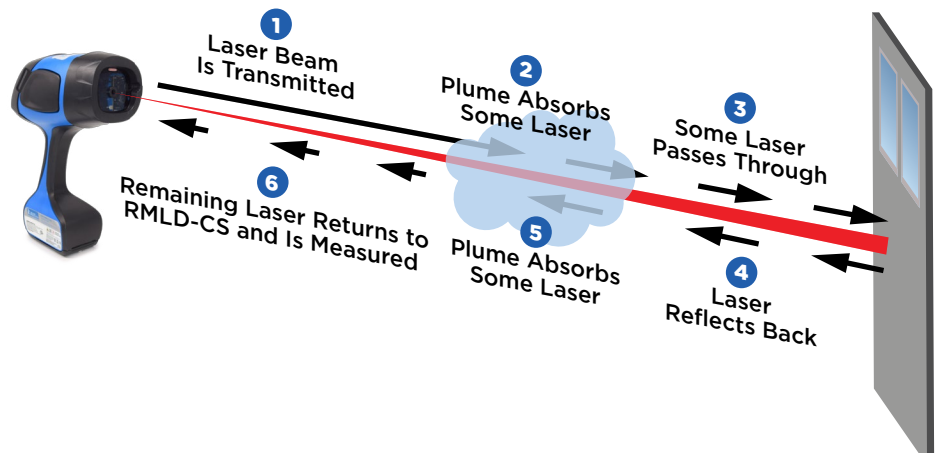 1
Laser Beam
Is Transmitted
2
Plume Absorbs
Some Laser
3
Some Laser
Passes Through
4
Laser
Reflects Back
5
Plume Absorbs
Some Laser
6
Remaining Laser Returns to
RMLD-CS and Is Measured